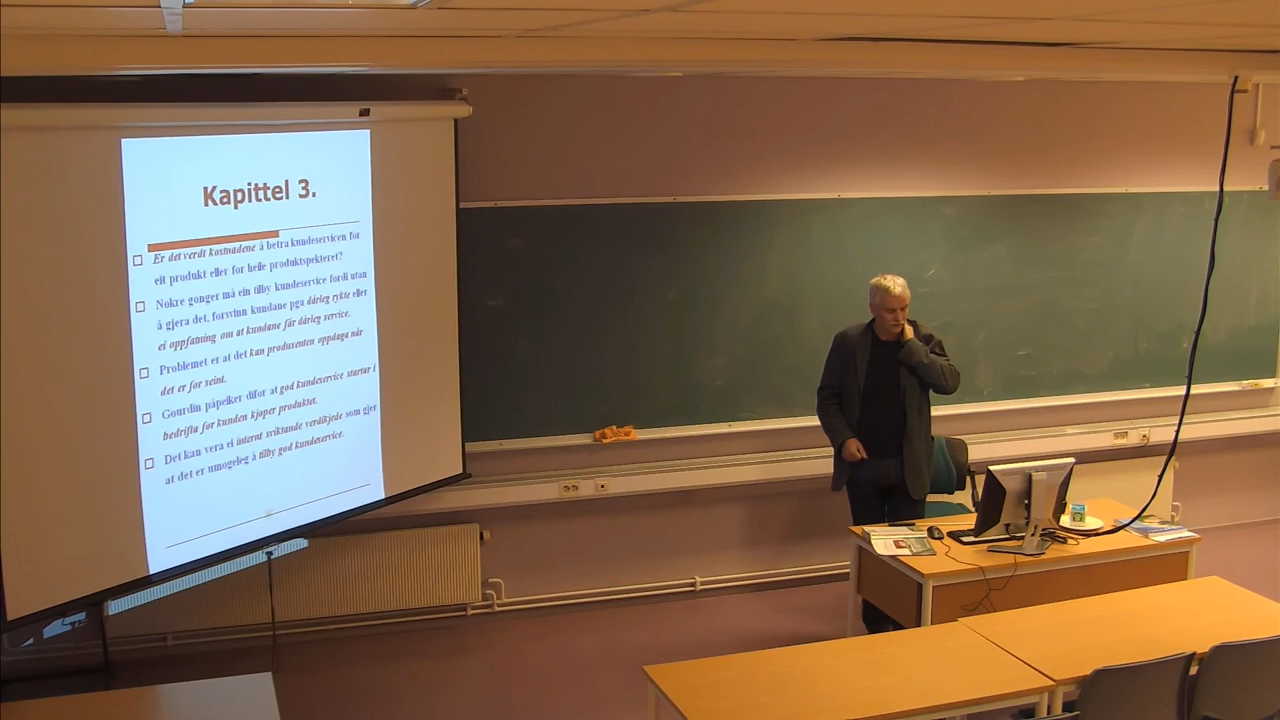 Kapittel 3.
Er det verdt kostnadene å betra kundeservicen for
eit produkt eller for heile produktspekteret?
Nokre gonger må ein tilby kundeservice fordi utan
å gjera det, forsvinn kundane pga dårleg rykte eller
ei oppfatning om at kundane får dårleg service.
Problemet er at det kan produsenten oppdaga når
det er for seint.
Gourdin påpeiker difor at god kundeservice startar i
bedrifta før kunden kjøper produktet.
Det kan vera ei internt sviktande verdikjede som gjer
at det er umogeleg å tilby god kundeservice.